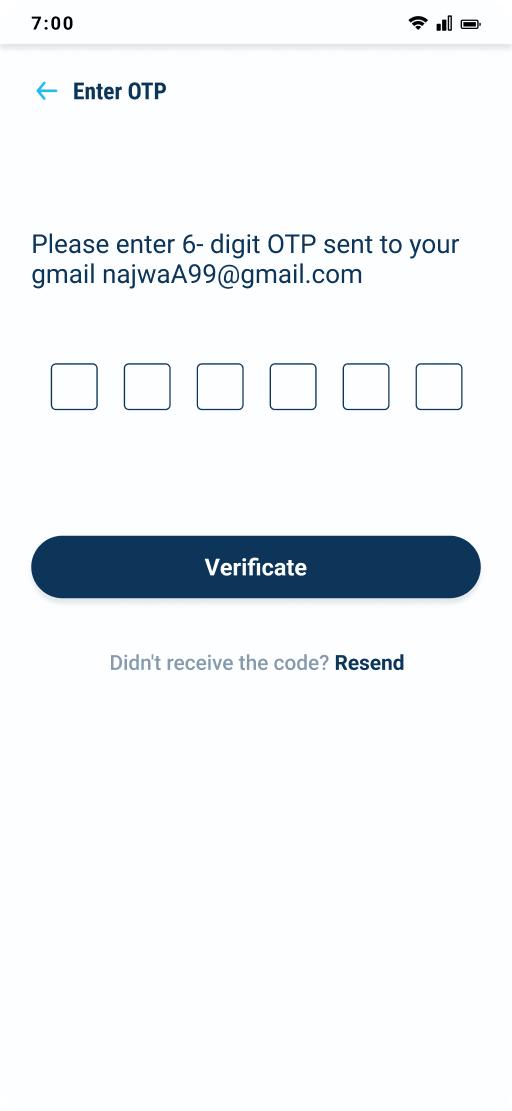 7:00
Enter OTP
Please enter 6- digit OTP sent to your
gmail najwaA99@gmail.com
Verificate
Didn't receive the code? Resend